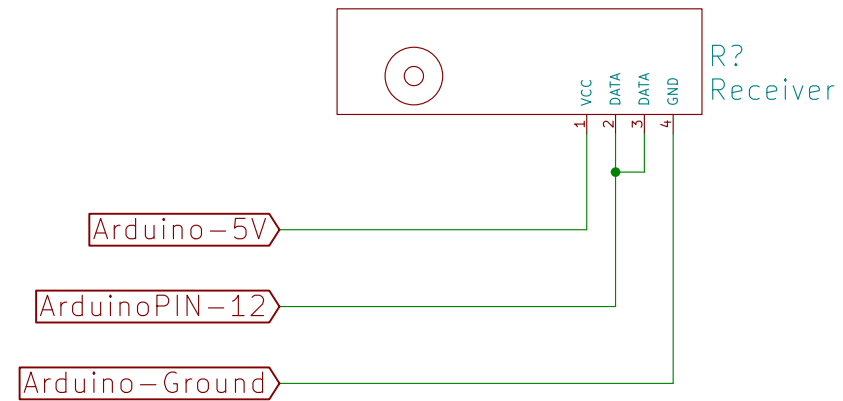 R?
Receiver
VCC
DATA
DATA
GND
1
2
3
4
Arduino-5V
ArduinoPIN-12
Arduino-Ground